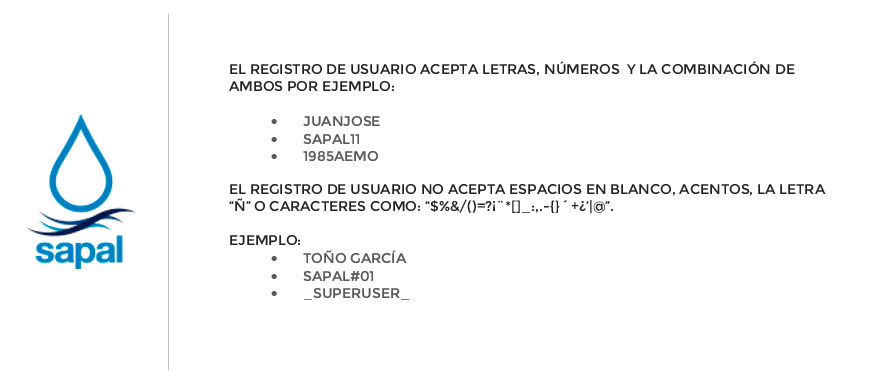 EL REGISTRO DE USUARIO ACEPTA LETRAS, NÚMEROS Y LA COMBINACIÓN DE
AMBOS POR EJEMPLO:
• JUANJOSE
• SAPAL11
• 1985AEMO
EL REGISTRO DE USUARIO NO ACEPTA ESPACIOS EN BLANCO, ACENTOS, LA LETRA
“Ñ” O CARACTERES COMO: “$%&/()=?¡¨*[]_:,.-{}´+¿'|@”.
EJEMPLO:
• TOÑO GARCÍA
• SAPAL#01
• _SUPERUSER_
sapal